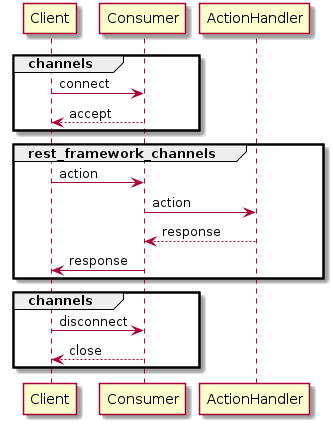 Client Consumer ActionHandler
channels
connect
accept
rest_framework_channels
action
action
response
response
channels
disconnect
close
Client Consumer ActionHandler